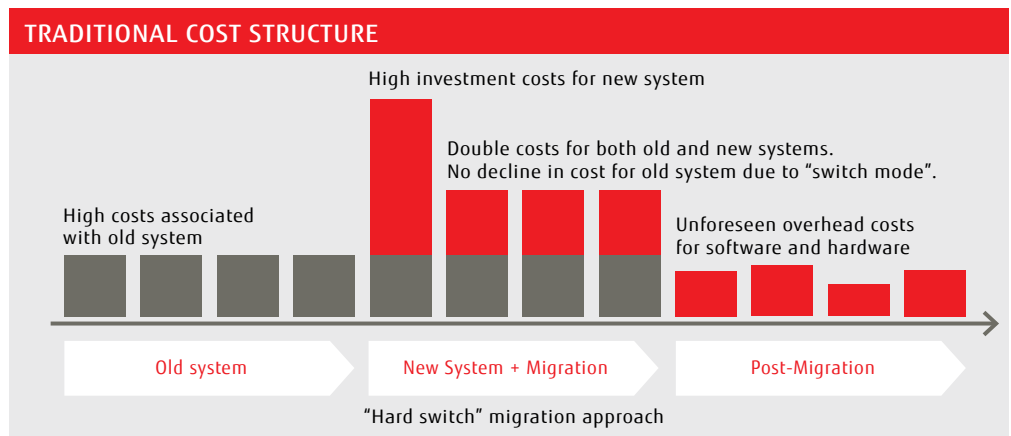 TRADITIONAL COST STRUCTURE
High investment costs for new system
Double costs for both old and new systems.
No decline in cost for old system due to “switch mode”.
High costs associated
with old system
Unforeseen overhead costs
for software and hardware
Old system
New System + Migration
Post-Migration
“Hard switch” migration approach